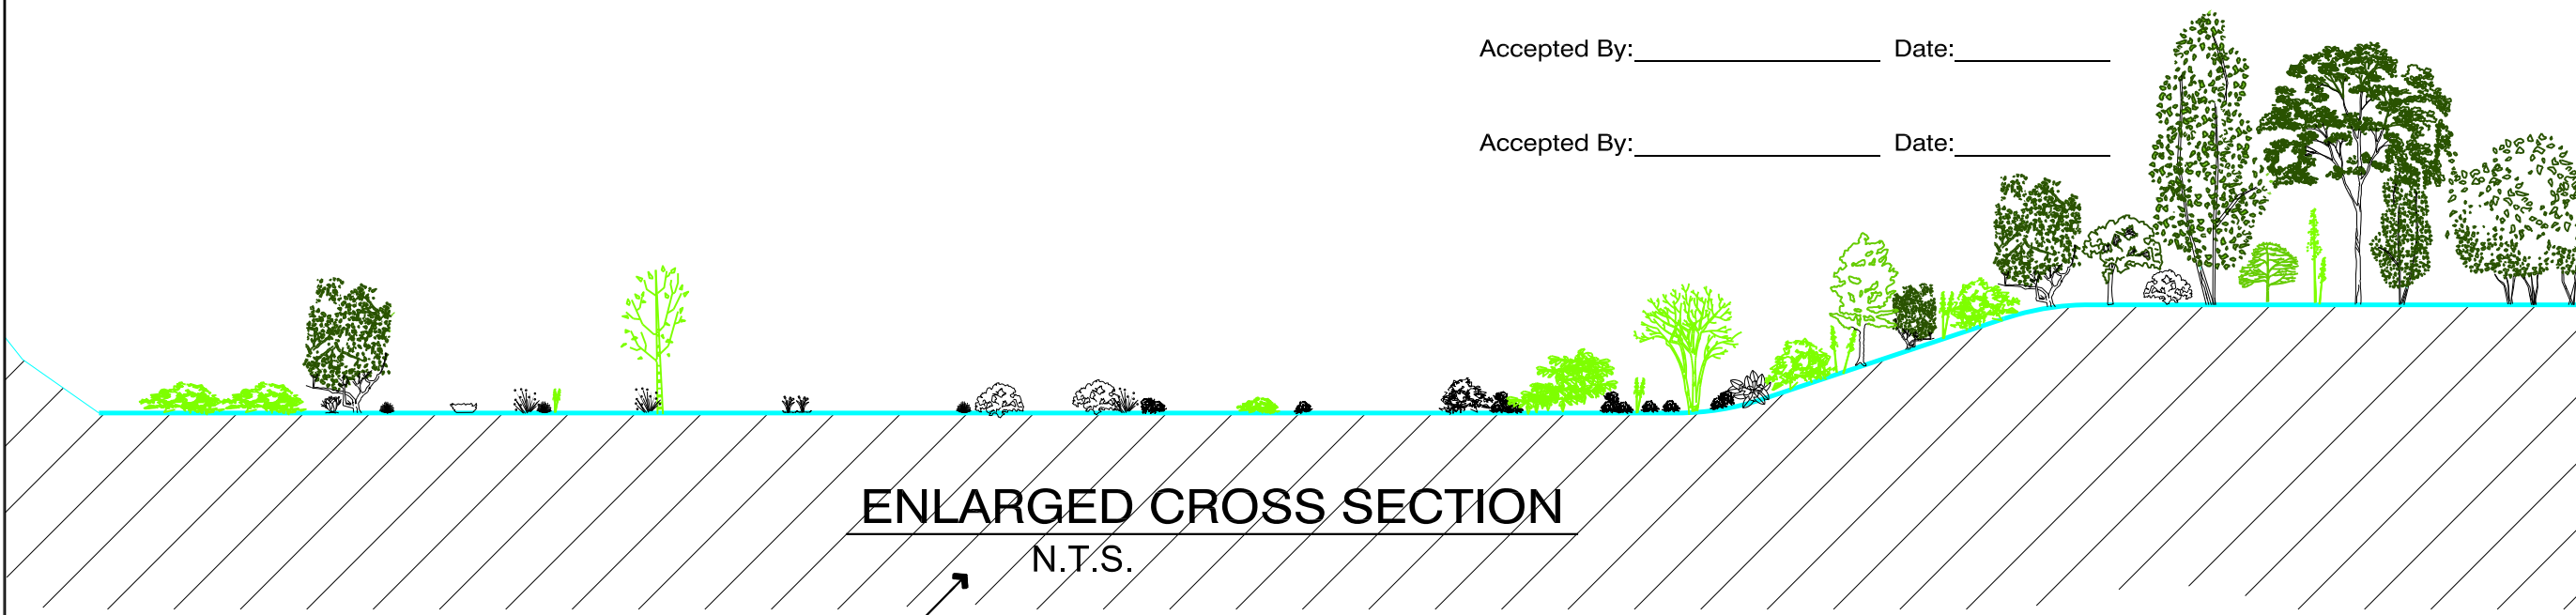 Accepted By: Date:
Accepted By: Date:
ENLARGED CROSS SECTION
N.T.S.